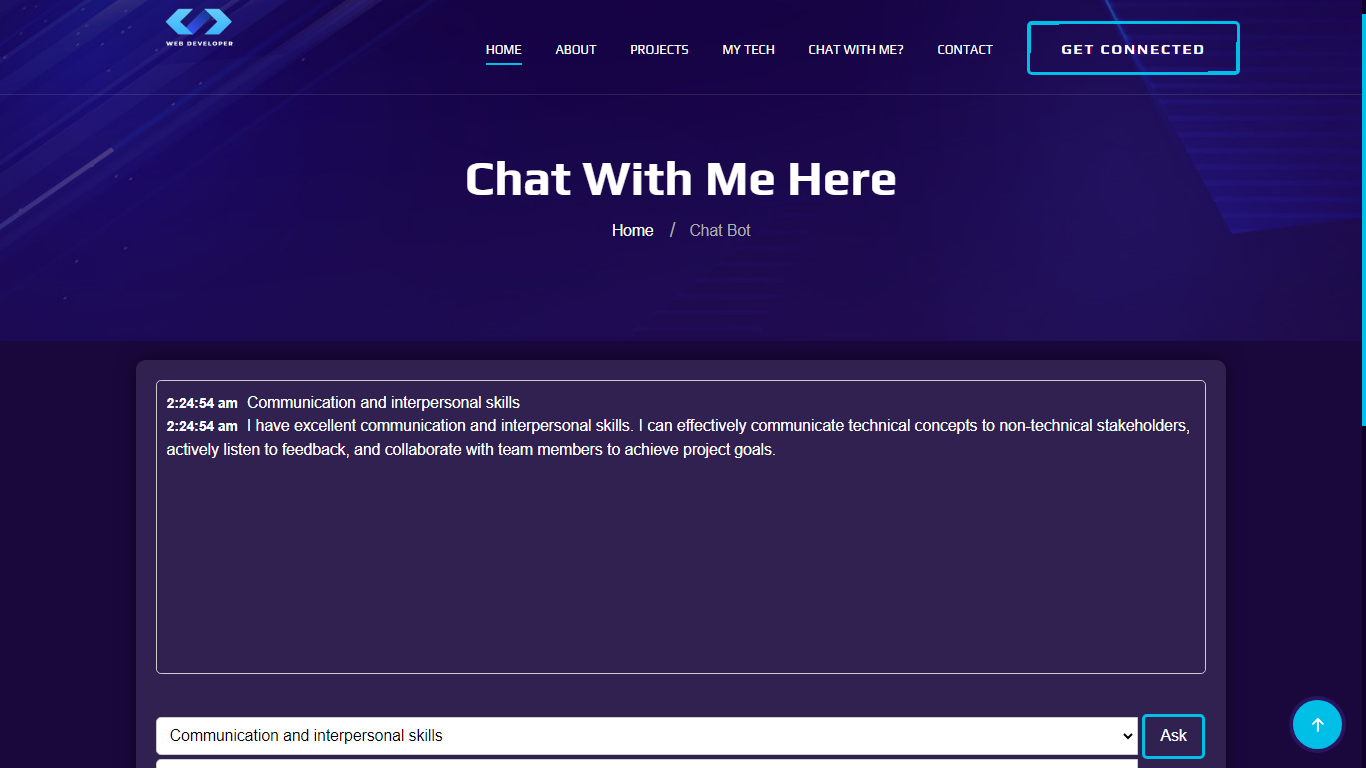 WEB DEVELOPER
HOME ABOUT PROJECTS MY TECH CHAT WITH ME? CONTACT GET CONNECTED
Chat With Me Here
Home / Chat Bot
2:24:54 am Communication and interpersonal skills
2:24:54 am I have excellent communication and interpersonal skills. I can effectively communicate technical concepts to non-technical stakeholders,
actively listen to feedback, and collaborate with team members to achieve project goals.
Communication and interpersonal skills Ask